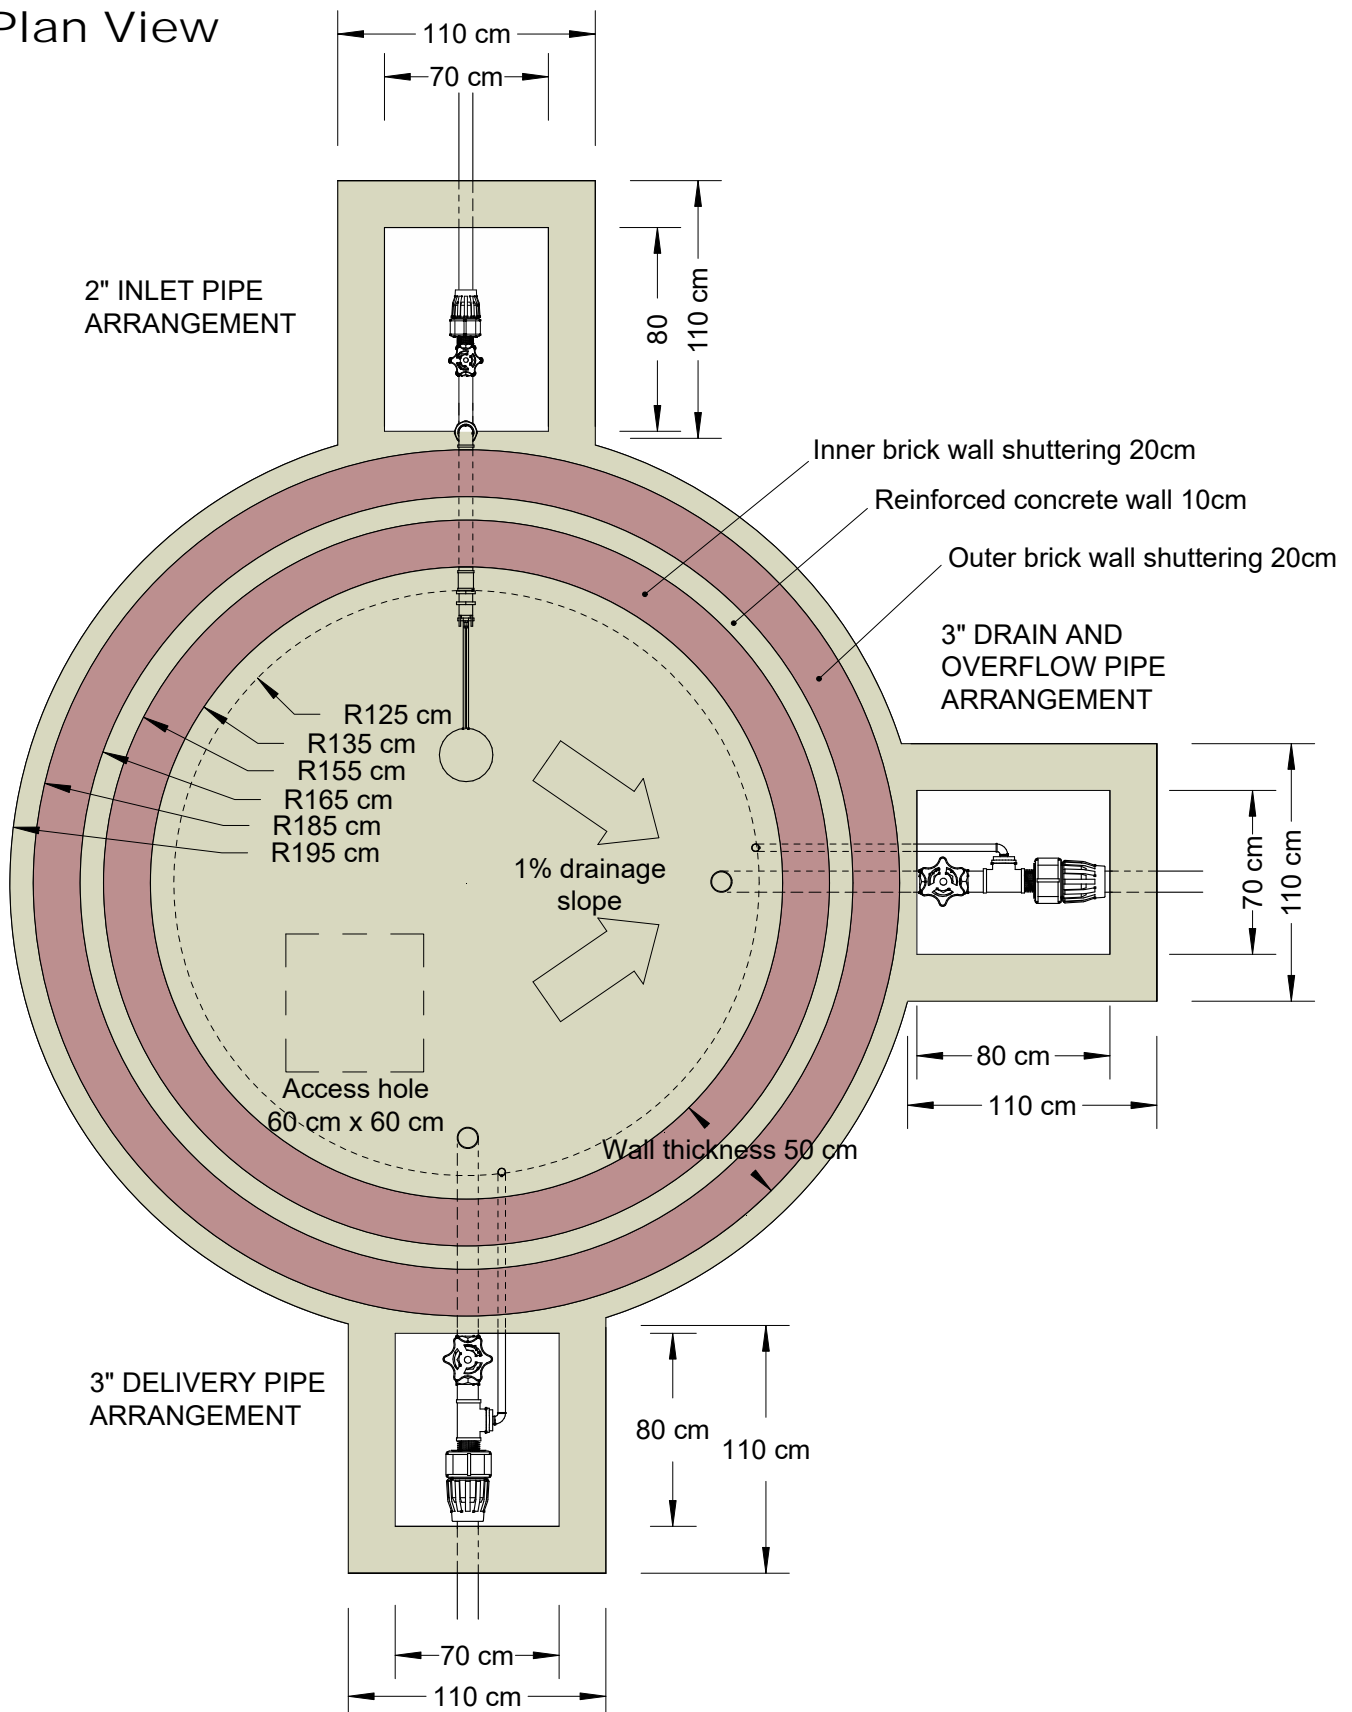 Plan View
110 cm
70 cm
2" INLET PIPE
ARRANGEMENT
80
110 cm
Inner brick wall shuttering 20cm
Reinforced concrete wall 10cm
Outer brick wall shuttering 20cm
3" DRAIN AND
OVERFLOW PIPE
ARRANGEMENT
R125 cm
R135 cm
R155 cm
R165 cm
R185 cm
R195 cm
1% drainage
slope
70 cm
110 cm
80 cm
110 cm
Access hole
60 cm x 60 cm
Wall thickness 50 cm
3" DELIVERY PIPE
ARRANGEMENT
80 cm
110 cm
70 cm
110 cm